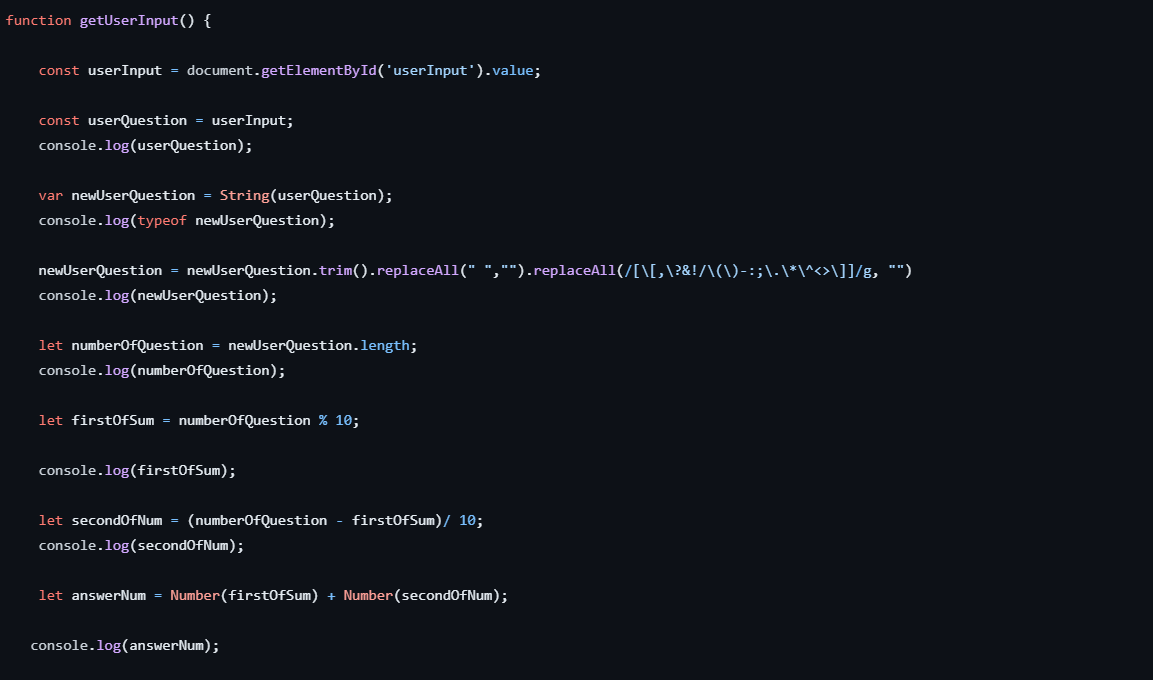 function getUserInput() {
const userInput = document.getElementById('userInput').value;
const userQuestion = userInput;
console.log(userQuestion);
var newUserQuestion = String(userQuestion);
console.log(typeof newUserQuestion);
newUserQuestion = newUserQuestion.trim().replaceAll(" ","").replaceAll(/[\[,\?&!/\(\)-:;\.\*\^<>\]]/g, "")
console.log(newUserQuestion);
let numberOfQuestion = newUserQuestion.length;
console.log(numberOfQuestion);
let firstOfSum = numberOfQuestion % 10;
console.log(firstOfSum);
let secondOfNum = (numberOfQuestion - firstOfSum)/ 10;
console.log(secondOfNum);
let answerNum = Number(firstOfSum) + Number(secondOfNum);
console.log(answerNum);